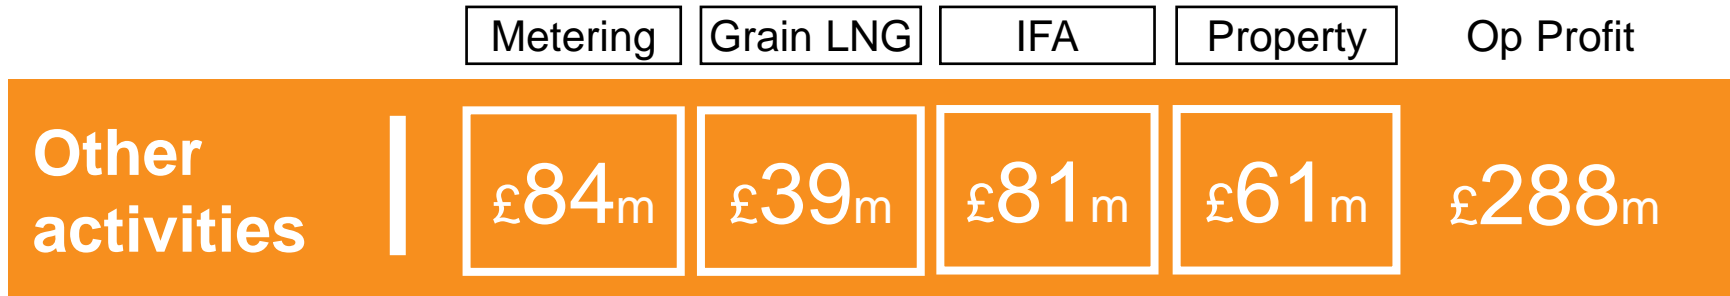 Metering Grain LNG IFA Property Op Profit
Other
activities
£84m £39m £81m £61m £288m